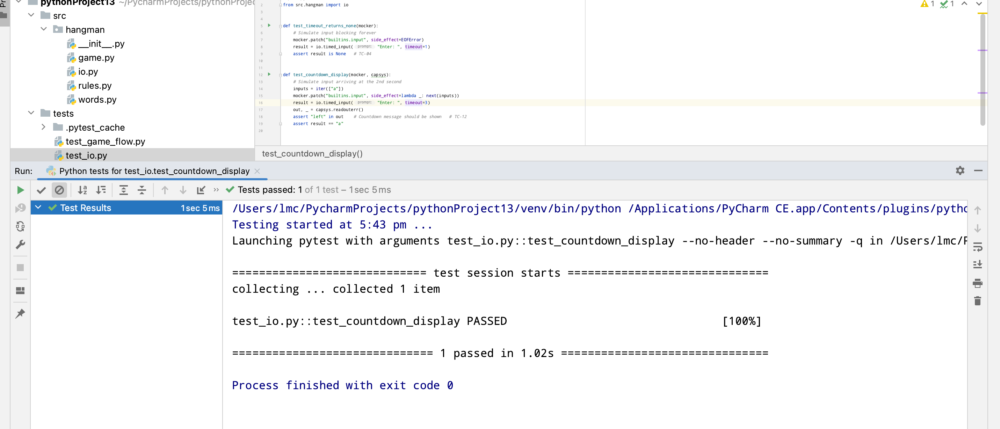 pythonProject13 ~/PycharmProjects/pythonProjec
src
hangman
__init__.py
game.py
io.py
rules.py
words.py
tests
.pytest_cache
test_game_flow.py
test_io.py
2 from src.hangman import io
3
4
5 def test_timeout_returns_none(mocker):
6 # Simulate input blocking forever
7 mocker.patch("builtins.input", side_effect=EOFError)
8 result = io.timed_input( prompt: "Enter: ", timeout=1)
9 assert result is None # TC-04
10
11
12 def test_countdown_display(mocker, capsys):
13 # Simulate input arriving at the 2nd second
14 inputs = iter(["a"])
15 mocker.patch("builtins.input", side_effect=lambda _: next(inputs))
16 result = io.timed_input( prompt: "Enter: ", timeout=3)
17 out, _ = capsys.readouterr()
18 assert "left" in out # Countdown message should be shown # TC-12
19 assert result == "a"
20
1 1
test_countdown_display()
Run: Python tests for test_io.test_countdown_display
Tests passed: 1 of 1 test – 1 sec 5 ms
Test Results 1 sec 5 ms
/Users/lmc/PycharmProjects/pythonProject13/venv/bin/python /Applications/PyCharm CE.app/Contents/plugins/pytho
Testing started at 5:43 pm ...
Launching pytest with arguments test_io.py::test_countdown_display --no-header --no-summary -q in /Users/lmc/P
============================= test session starts ==============================
collecting ... collected 1 item
test_io.py::test_countdown_display PASSED [100%]
============================== 1 passed in 1.02s ===============================
Process finished with exit code 0